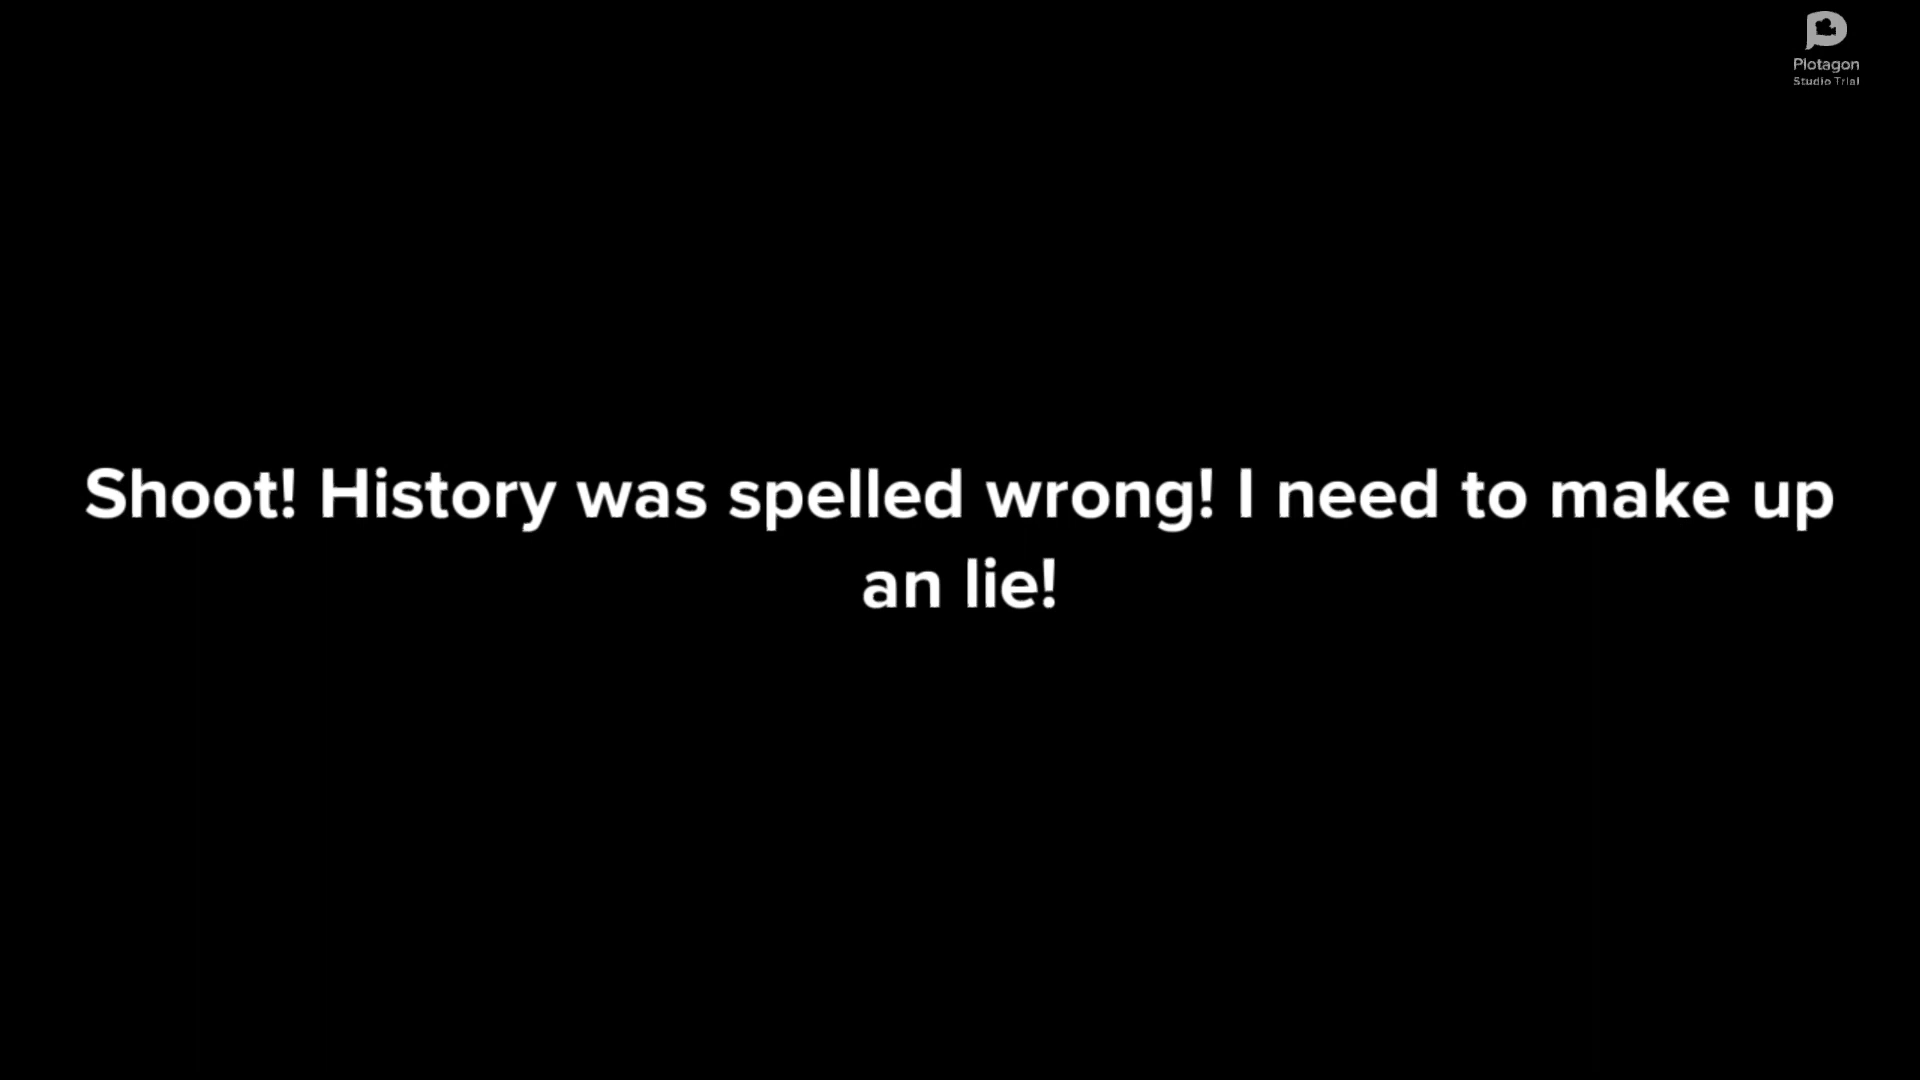 Plotagon
Studio Trial
Shoot! History was spelled wrong! I need to make up
an lie!